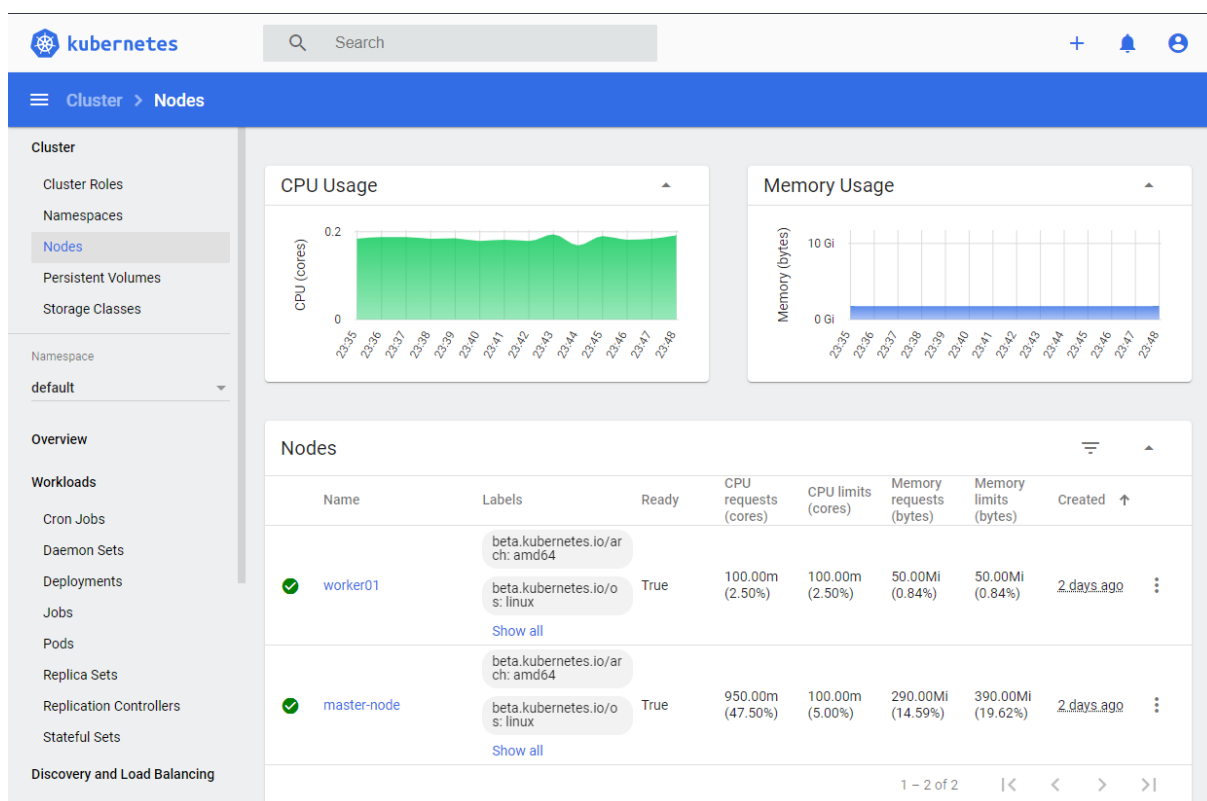 kubernetes
Search
Cluster > Nodes
Cluster
Cluster Roles
Namespaces
Nodes
Persistent Volumes
Storage Classes
Namespace
default
Overview
Workloads
Cron Jobs
Daemon Sets
Deployments
Jobs
Pods
Replica Sets
Replication Controllers
Stateful Sets
Discovery and Load Balancing
CPU Usage
CPU (cores)
0.2
0
23:35 23:36 23:37 23:38 23:39 23:40 23:41 23:42 23:43 23:44 23:45 23:46 23:47 23:48
Memory Usage
Memory (bytes)
10 Gi
0 Gi
23:35 23:36 23:37 23:38 23:39 23:40 23:41 23:42 23:43 23:44 23:45 23:46 23:47 23:48
Nodes
Name
Labels
Ready
CPU
requests
(cores)
CPU limits
(cores)
Memory
requests
(bytes)
Memory
limits
(bytes)
Created
worker01
beta.kubernetes.io/ar
ch: amd64
beta.kubernetes.io/o
s: linux
Show all
True
100.00m
(2.50%)
100.00m
(2.50%)
50.00Mi
(0.84%)
50.00Mi
(0.84%)
2 days ago
master-node
beta.kubernetes.io/ar
ch: amd64
beta.kubernetes.io/o
s: linux
Show all
True
950.00m
(47.50%)
100.00m
(5.00%)
290.00Mi
(14.59%)
390.00Mi
(19.62%)
2 days ago
1 – 2 of 2